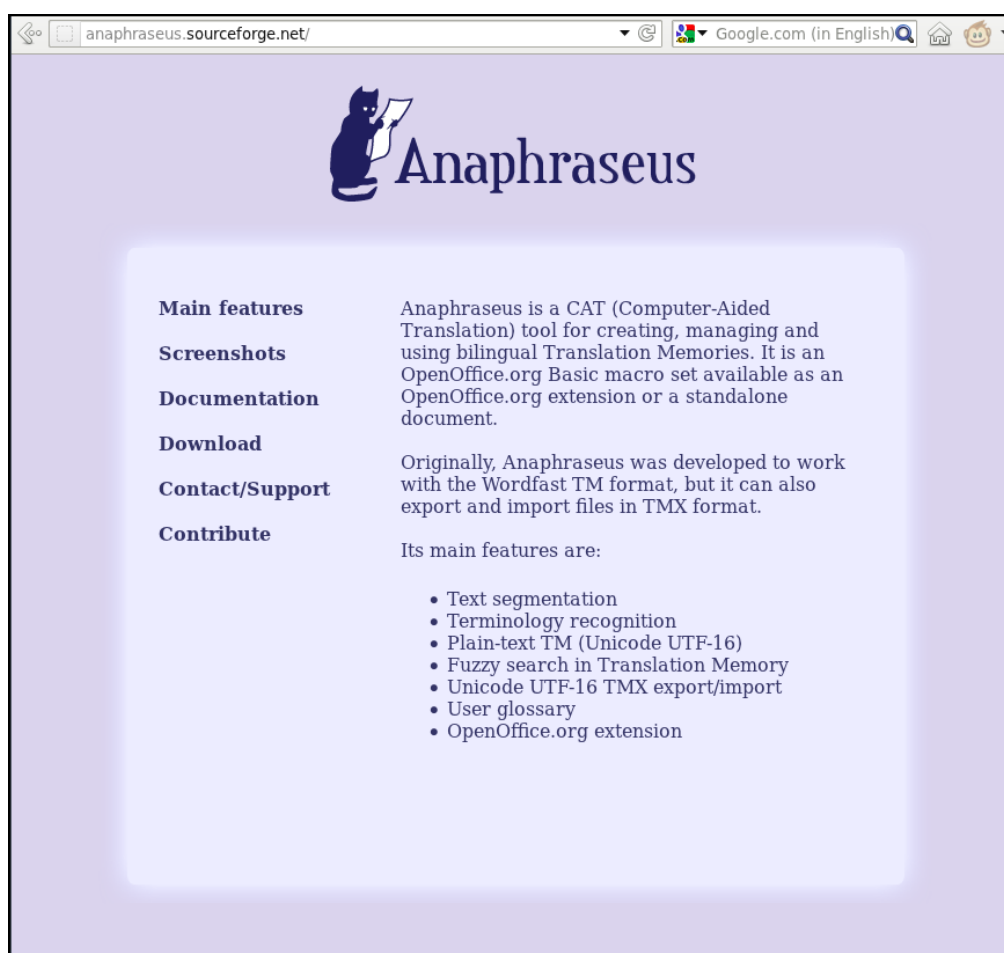 anaphraseus.sourceforge.net/
Google.com (in English)
Anaphraseus
Main features
Screenshots
Documentation
Download
Contact/Support
Contribute
Anaphraseus is a CAT (Computer-Aided
Translation) tool for creating, managing and
using bilingual Translation Memories. It is an
OpenOffice.org Basic macro set available as an
OpenOffice.org extension or a standalone
document.
Originally, Anaphraseus was developed to work
with the Wordfast TM format, but it can also
export and import files in TMX format.
Its main features are:
• Text segmentation
• Terminology recognition
• Plain-text TM (Unicode UTF-16)
• Fuzzy search in Translation Memory
• Unicode UTF-16 TMX export/import
• User glossary
• OpenOffice.org extension